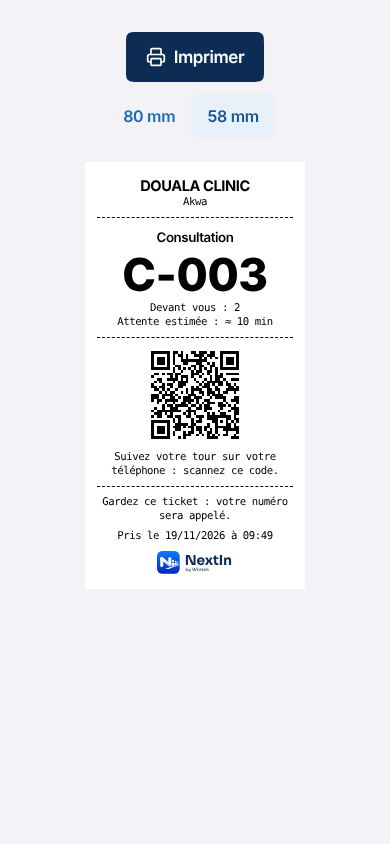 Imprimer
80 mm
58 mm
DOUALA CLINIC
Akwa
Consultation
C-003
Devant vous : 2
Attente estimée : ≈ 10 min
Suivez votre tour sur votre
téléphone : scannez ce code.
Gardez ce ticket : votre numéro
sera appelé.
Pris le 19/11/2026 à 09:49
NextIn